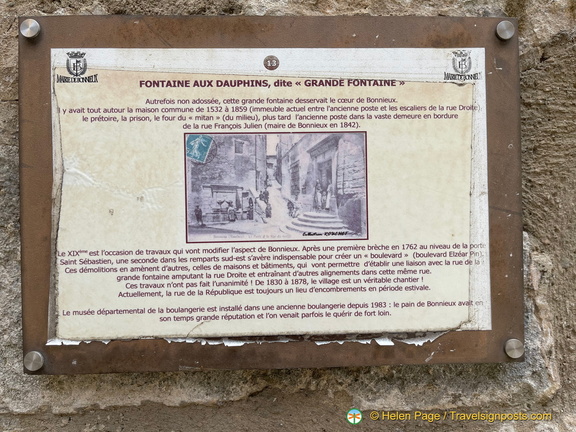 13
MAIRIE DE BONNIEUX
MAIRIE DE BONNIEUX
FONTAINE AUX DAUPHINS, dite « GRANDE FONTAINE »
Autrefois non adossée, cette grande fontaine desservait le cœur de Bonnieux.
Il y avait tout autour la maison commune de 1532 à 1859 (immeuble actuel entre l'ancienne poste et les escaliers de la rue Droite)
le prétoire, la prison, le four du « mitan » (du milieu), plus tard l'ancienne poste dans la vaste demeure en bordure
de la rue François Julien (maire de Bonnieux en 1842).
Le XIXème est l'occasion de travaux qui vont modifier l'aspect de Bonnieux. Après une première brèche en 1762 au niveau de la porte
Saint Sébastien, une seconde dans les remparts sud-est s'avère indispensable pour créer un « boulevard » (boulevard Elzéar Pin).
Ces démolitions en amènent d'autres, celles de maisons et bâtiments, qui vont permettre d'établir une liaison avec la rue de la
grande fontaine amputant la rue Droite et entraînant d'autres alignements dans cette même rue.
Ces travaux n'ont pas fait l'unanimité ! De 1830 à 1878, le village est un véritable chantier !
Actuellement, la rue de la République est toujours un lieu d'encombrements en période estivale.
Le musée départemental de la boulangerie est installé dans une ancienne boulangerie depuis 1983 : le pain de Bonnieux avait en
son temps grande réputation et l'on venait parfois le quérir de fort loin.
© Helen Page / Travelsignposts.com